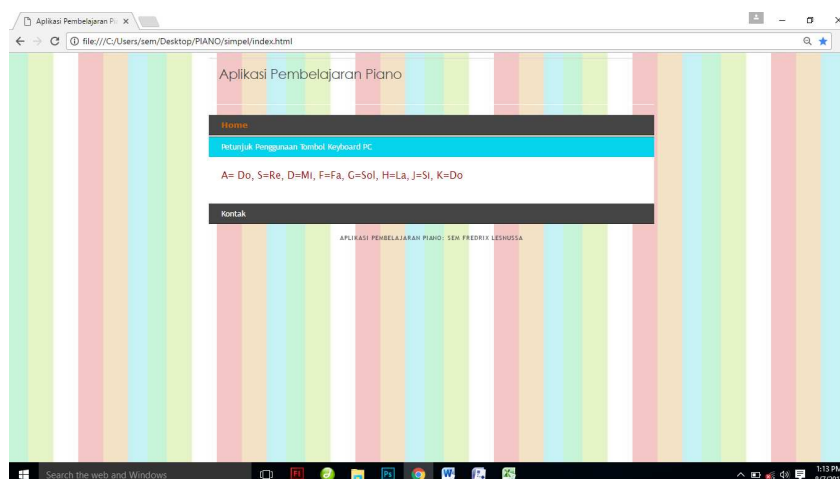 Aplikasi Pembelajaran Pi
file:///C:/Users/sem/Desktop/PIANO/simpel/index.html
Aplikasi Pembelajaran Piano
Home
Petunjuk Penggunaan Tombol Keyboard PC
A= Do, S=Re, D=Mi, F=Fa, G=Sol, H=La, J=Si, K=Do
Kontak
APLIKASI PEMBELAJARAN PIANO: SEM FREDRIX LESNUSSA
Search the web and Windows
1:13 PM